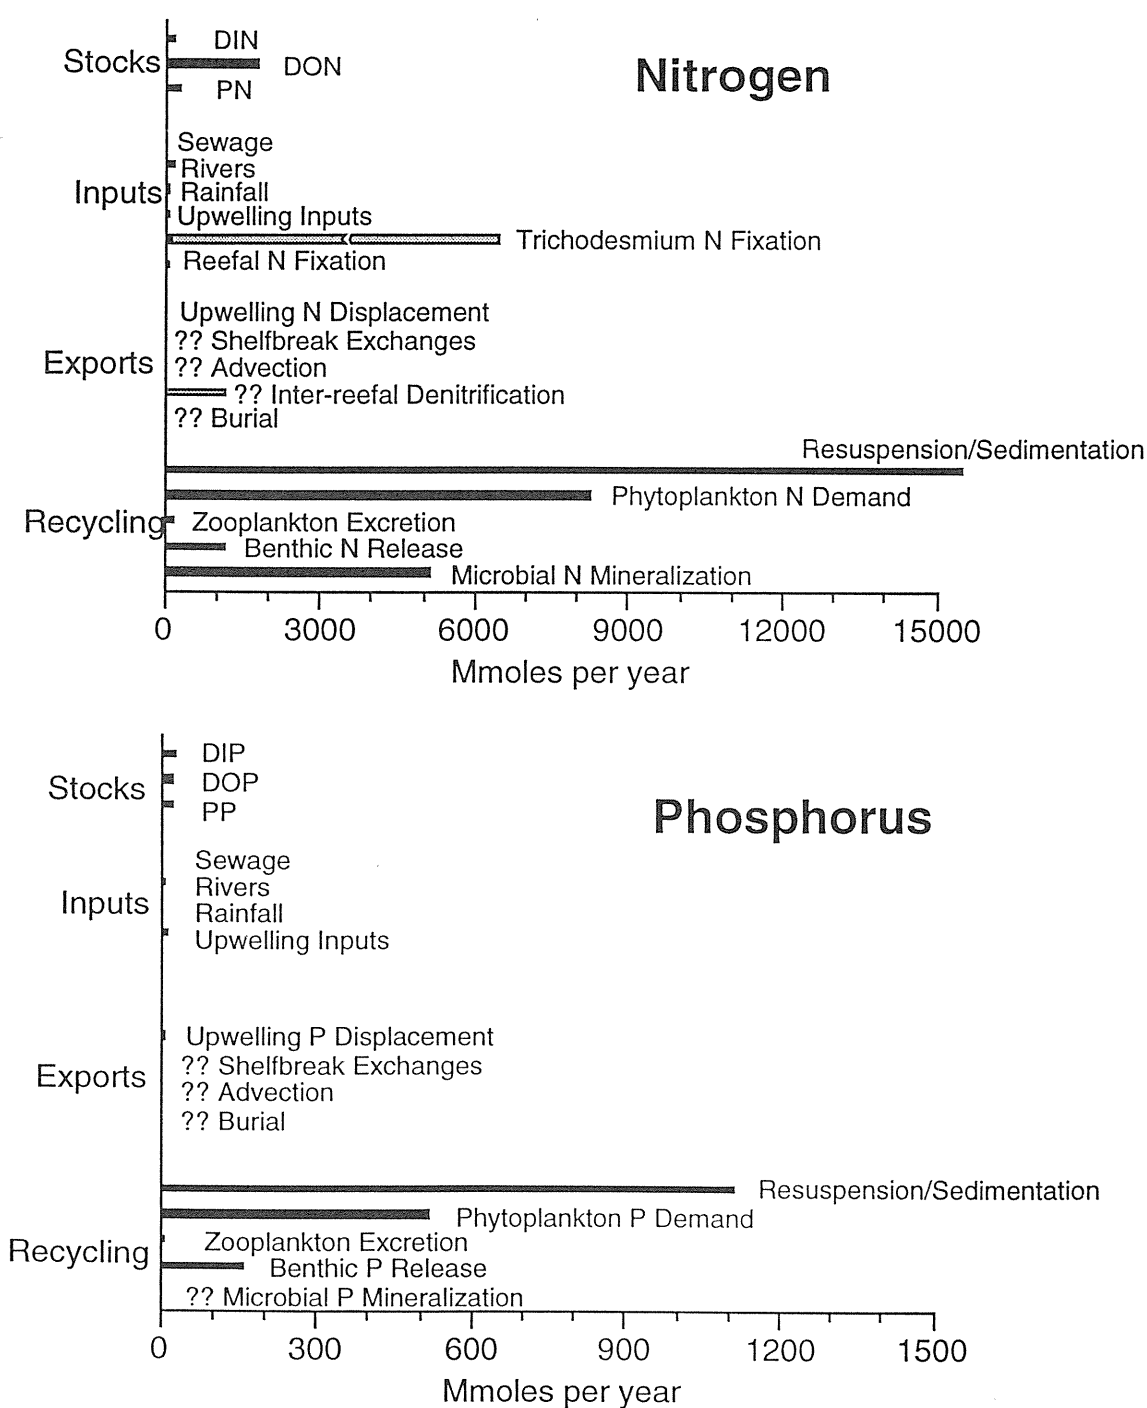 Nitrogen
Stocks
DIN
DON
PN
Inputs
Sewage
Rivers
Rainfall
Upwelling Inputs
Trichodesmium N Fixation
Reefal N Fixation
Exports
Upwelling N Displacement
?? Shelfbreak Exchanges
?? Advection
?? Inter-reefal Denitrification
?? Burial
Recycling
Resuspension/Sedimentation
Phytoplankton N Demand
Zooplankton Excretion
Benthic N Release
Microbial N Mineralization
0 3000 6000 9000 12000 15000
Mmoles per year
Phosphorus
Stocks
DIP
DOP
PP
Inputs
Sewage
Rivers
Rainfall
Upwelling Inputs
Exports
Upwelling P Displacement
?? Shelfbreak Exchanges
?? Advection
?? Burial
Recycling
Resuspension/Sedimentation
Phytoplankton P Demand
Zooplankton Excretion
Benthic P Release
?? Microbial P Mineralization
0 300 600 900 1200 1500
Mmoles per year